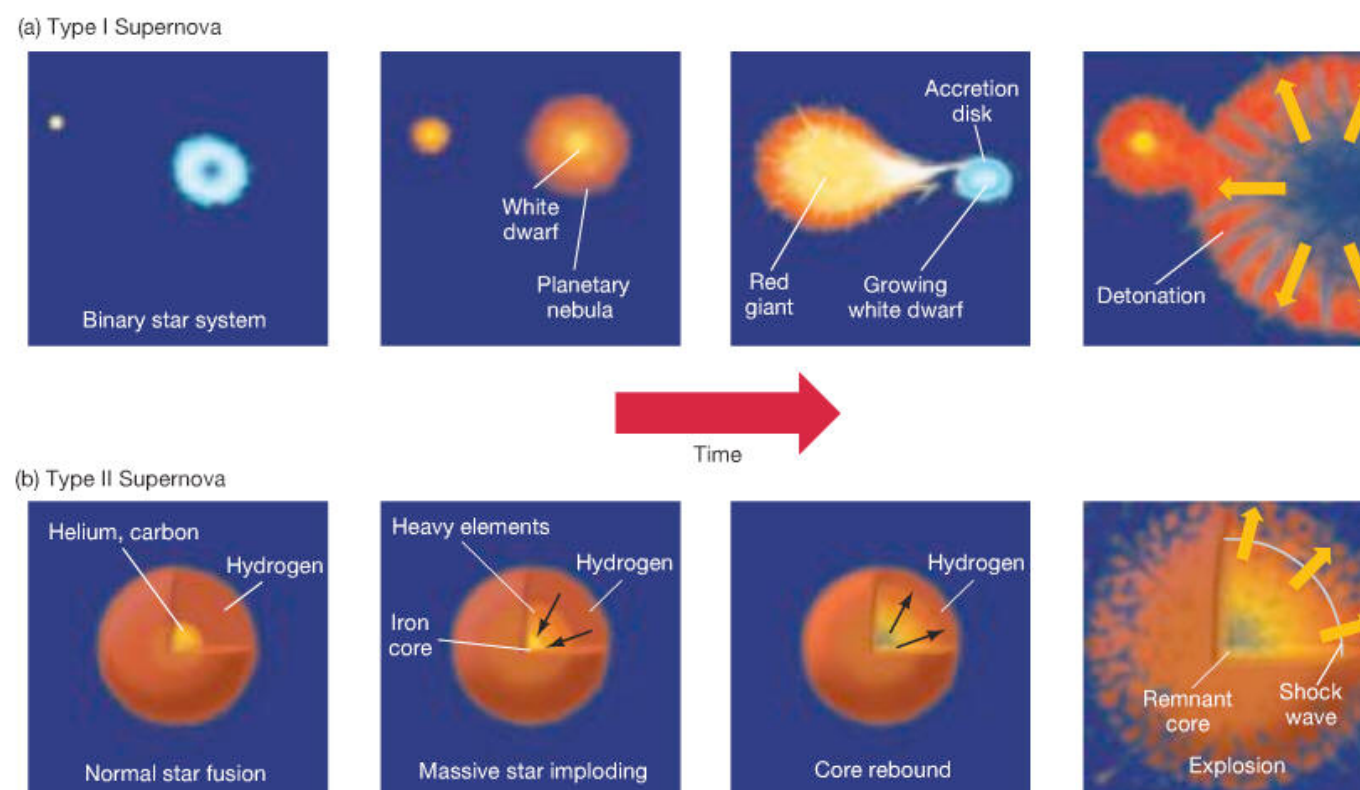 (a) Type I Supernova
Binary star system
White
dwarf
Planetary
nebula
Accretion
disk
Red
giant
Growing
white dwarf
Detonation
Time
(b) Type II Supernova
Helium, carbon
Hydrogen
Normal star fusion
Heavy elements
Hydrogen
Iron
core
Massive star imploding
Hydrogen
Core rebound
Remnant
core
Shock
wave
Explosion